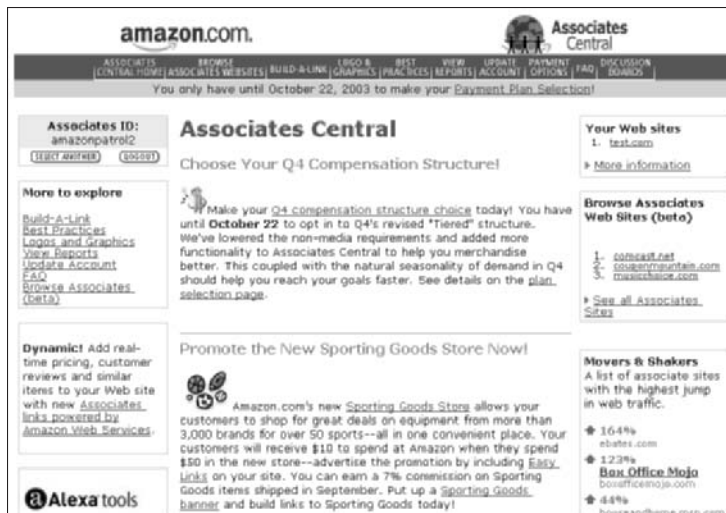 amazon.com.
Associates
Central
ASSOCIATES
CENTRAL HOME
BROWSE
ASSOCIATES WEBSITES
BUILD-A-LINK
LOGO &
GRAPHICS
BEST
PRACTICES
VIEW
REPORTS
UPDATE
ACCOUNT
PAYMENT
OPTIONS
FAQ
DISCUSSION
BOARDS
You only have until October 22, 2003 to make your Payment Plan Selection!
Associates ID:
amazonpatrol2
SELECT ANOTHER
LOGOUT
More to explore
Build-A-Link
Best Practices
Logos and Graphics
View Reports
Update Account
FAQ
Browse Associates
(beta)
Dynamic! Add real-
time pricing, customer
reviews and similar
items to your Web site
with new Associates
links powered by
Amazon Web Services.
Alexa tools
Associates Central
Choose Your Q4 Compensation Structure!
Make your Q4 compensation structure choice today! You have
until October 22 to opt in to Q4's revised "Tiered" structure.
We've lowered the non-media requirements and added more
functionality to Associates Central to help you merchandise
better. This coupled with the natural seasonality of demand in Q4
should help you reach your goals faster. See details on the plan
selection page.
Promote the New Sporting Goods Store Now!
Amazon.com's new Sporting Goods Store allows your
customers to shop for great deals on equipment from more than
3,000 brands for over 50 sports--all in one convenient place. Your
customers will receive $10 to spend at Amazon when they spend
$50 in the new store--advertise the promotion by including Easy
Links on your site. You can earn a 7% commission on Sporting
Goods items shipped in September. Put up a Sporting Goods
banner and build links to Sporting Goods today!
Your Web sites
1. test.com
More information
Browse Associates
Web Sites (beta)
1. comcast.net
2. cougarmountain.com
3. musicchoice.com
See all Associates
Sites
Movers & Shakers
A list of associate sites
with the highest jump
in web traffic.
164%
ebates.com
123%
Box Office Mojo
boxofficemojo.com
44%